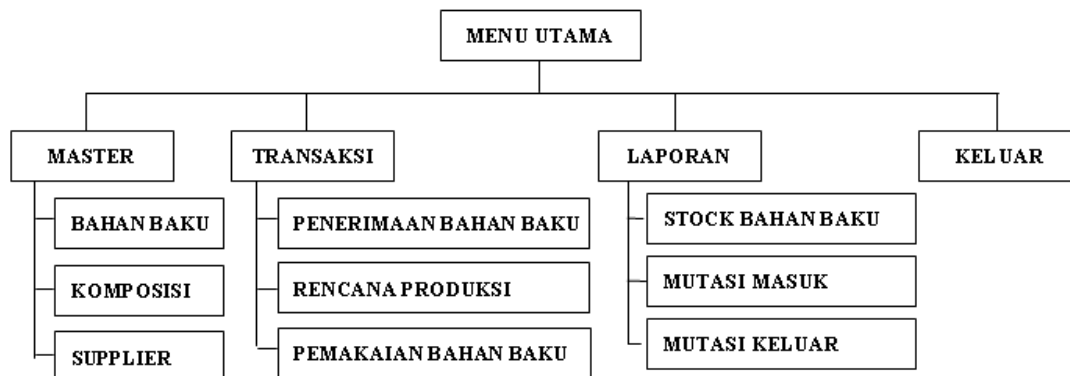 MENU UTAMA
MASTER
TRANSAKSI
LAPORAN
KELUAR
BAHAN BAKU
KOMPOSISI
SUPPLIER
PENERIMAAN BAHAN BAKU
RENCANA PRODUKSI
PEMAKAIAN BAHAN BAKU
STOCK BAHAN BAKU
MUTASI MASUK
MUTASI KELUAR